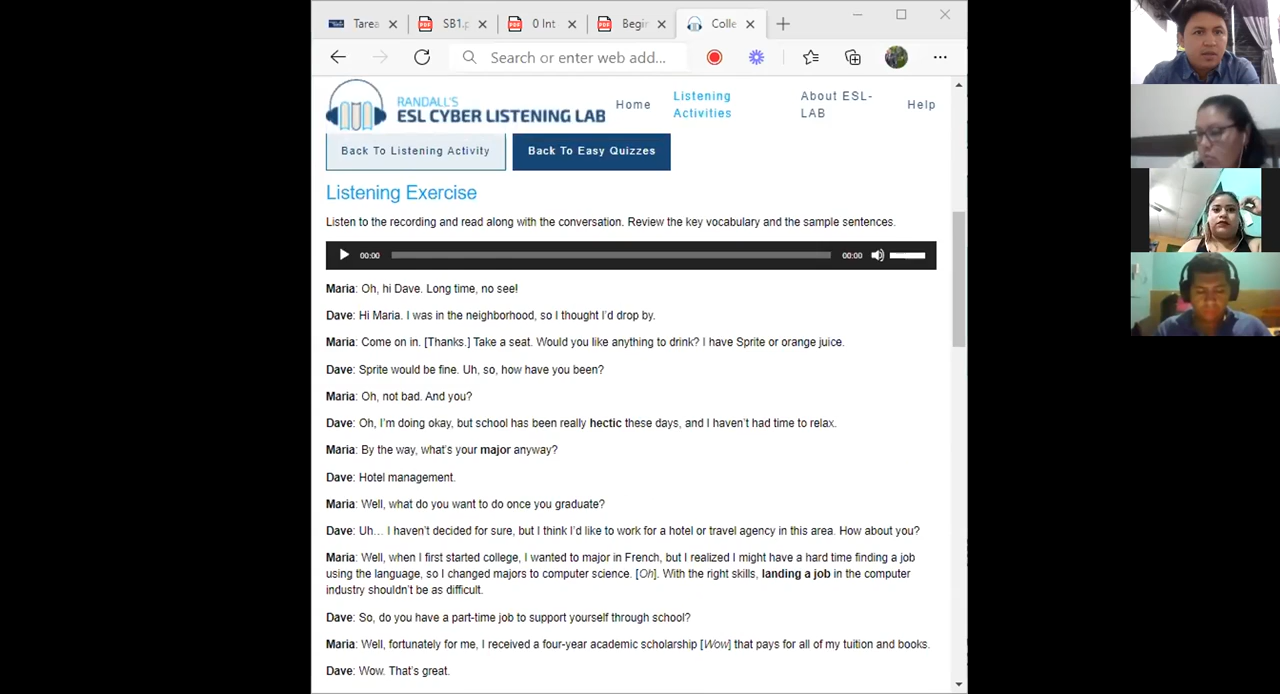 Tarea
SB1.p
0 Int
Begir
Colle
Search or enter web add...
RANDALL'S
ESL CYBER LISTENING LAB
Home
Listening
Activities
About ESL-
LAB
Help
Back To Listening Activity
Back To Easy Quizzes
Listening Exercise
Listen to the recording and read along with the conversation. Review the key vocabulary and the sample sentences.
00:00
00:00
Maria: Oh, hi Dave. Long time, no see!
Dave: Hi Maria. I was in the neighborhood, so I thought I'd drop by.
Maria: Come on in. [Thanks.] Take a seat. Would you like anything to drink? I have Sprite or orange juice.
Dave: Sprite would be fine. Uh, so, how have you been?
Maria: Oh, not bad. And you?
Dave: Oh, I'm doing okay, but school has been really hectic these days, and I haven't had time to relax.
Maria: By the way, what's your major anyway?
Dave: Hotel management.
Maria: Well, what do you want to do once you graduate?
Dave: Uh... I haven't decided for sure, but I think I'd like to work for a hotel or travel agency in this area. How about you?
Maria: Well, when I first started college, I wanted to major in French, but I realized I might have a hard time finding a job
using the language, so I changed majors to computer science. [Oh]. With the right skills, landing a job in the computer
industry shouldn't be as difficult.
Dave: So, do you have a part-time job to support yourself through school?
Maria: Well, fortunately for me, I received a four-year academic scholarship [Wow] that pays for all of my tuition and books.
Dave: Wow. That's great.